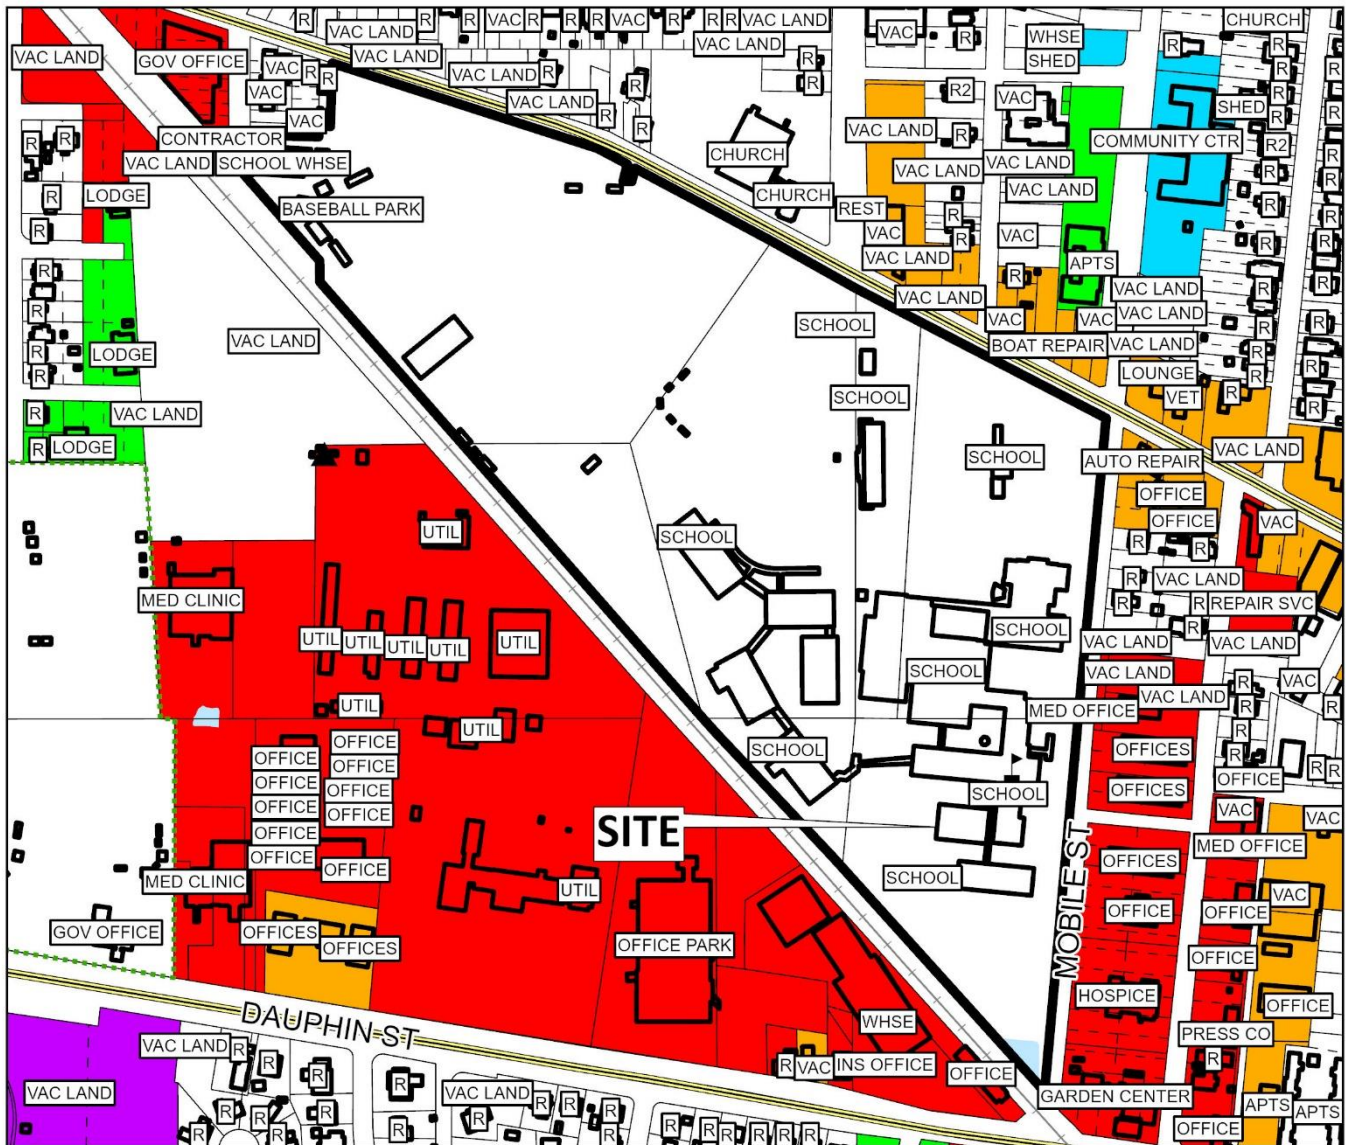 R
VAC
R
R
VAC
R
R R
VAC LAND
VAC
R
CHURCH
VAC LAND
VAC LAND
WHSE
R
R
VAC LAND
GOV OFFICE
VAC
R
R
VAC LAND
VAC LAND
R
SHED
R
R
VAC
R
R
R2
VAC
SHED
R
VAC LAND
R
CONTRACTOR
VAC
R
VAC LAND
R
COMMUNITY CTR
R2
R
VAC LAND
SCHOOL WHSE
CHURCH
VAC LAND
VAC LAND
R
R
LODGE
BASEBALL PARK
CHURCH
REST
R
VAC LAND
R
R
R
VAC
R
VAC
R
R
R
VAC LAND
APTS
R
R
VAC LAND
R
VAC LAND
R
VAC LAND
SCHOOL
VAC
VAC
VAC LAND
R
R
LODGE
BOAT REPAIR
VAC LAND
R
R
SCHOOL
LOUNGE
R
R
VAC LAND
VET
R
R
R
LODGE
SCHOOL
AUTO REPAIR
VAC LAND
OFFICE
UTIL
SCHOOL
OFFICE
VAC
R
R
MED CLINIC
R
VAC LAND
R
R
REPAIR SVC
UTIL
UTIL
UTIL
UTIL
UTIL
SCHOOL
VAC LAND
R
VAC LAND
SCHOOL
VAC LAND
R
VAC
UTIL
MED OFFICE
VAC LAND
R
R
UTIL
OFFICE
SCHOOL
OFFICES
R
OFFICE
OFFICE
R
R
OFFICE
OFFICE
SCHOOL
OFFICES
OFFICE
OFFICE
OFFICE
SITE
VAC
VAC
OFFICE
MED OFFICE
OFFICE
OFFICE
OFFICES
MED CLINIC
UTIL
SCHOOL
VAC
OFFICE
OFFICE
GOV OFFICE
OFFICES
OFFICES
OFFICE PARK
MOBILE ST
OFFICE
HOSPICE
OFFICE
DAUPHIN ST
WHSE
PRESS CO
VAC LAND
R
R
R
VAC
INS OFFICE
OFFICE
R
R
R
VAC LAND
VAC LAND
R
GARDEN CENTER
R
R
R
R
R
APTS
APTS
R
R
R
R
R
R
R
R
OFFICE